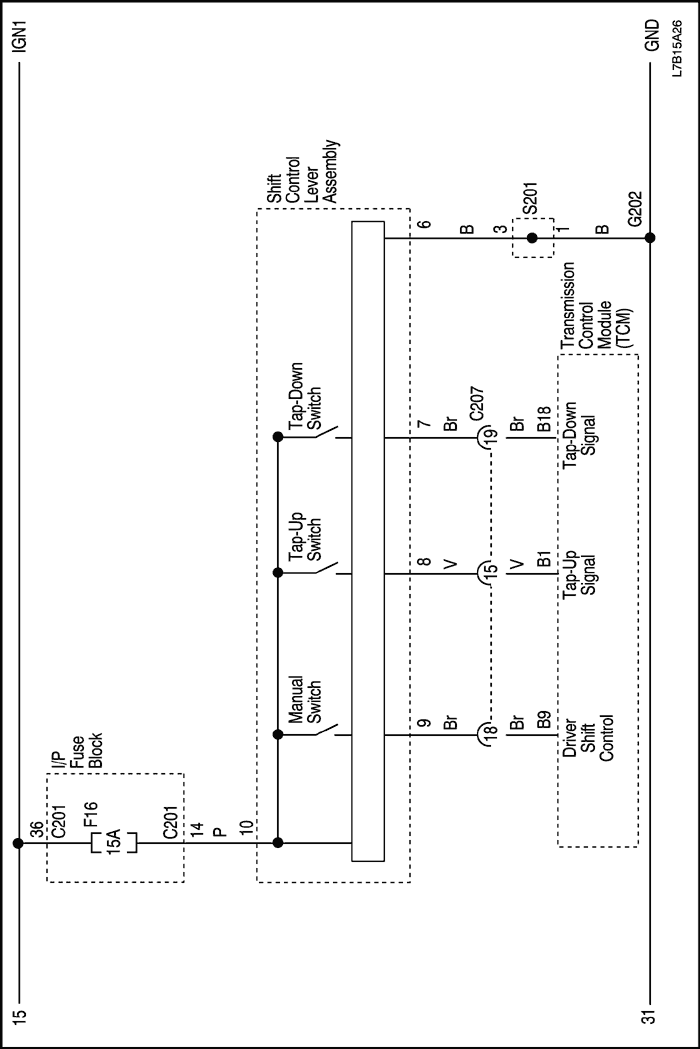 15
IGN1
36
C201
F16
15A
C201
14
P
10
I/P
Fuse
Block
Shift
Control
Lever
Assembly
Manual
Switch
Tap-Up
Switch
Tap-Down
Switch
9
8
7
6
Br
V
Br
B
18
15
19
C207
3
S201
1
Br
V
Br
B
B9
B1
B18
G202
Driver
Shift
Control
Tap-Up
Signal
Tap-Down
Signal
Transmission
Control
Module
(TCM)
31
GND
L7B15A26